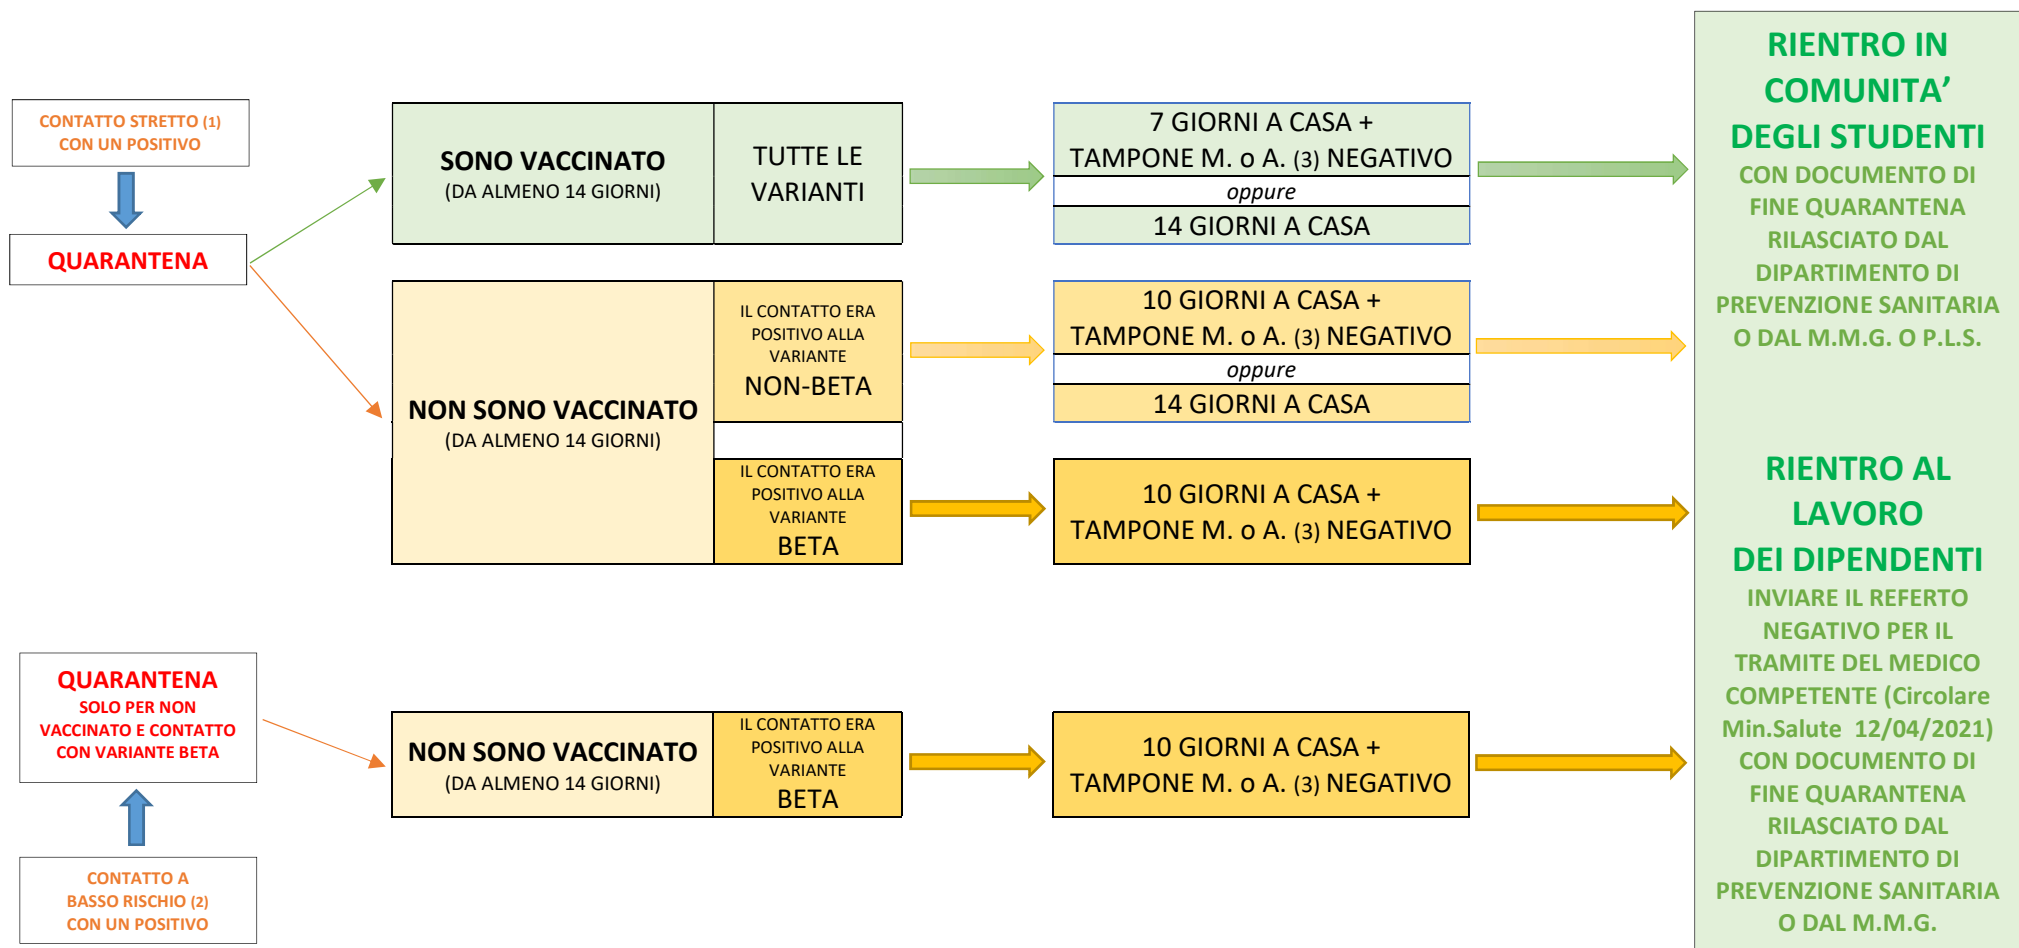 CONTATTO STRETTO (1)
CON UN POSITIVO
QUARANTENA
SONO VACCINATO
(DA ALMENO 14 GIORNI)
TUTTE LE
VARIANTI
7 GIORNI A CASA +
TAMPONE M. o A. (3) NEGATIVO
oppure
14 GIORNI A CASA
NON SONO VACCINATO
(DA ALMENO 14 GIORNI)
IL CONTATTO ERA
POSITIVO ALLA
VARIANTE
NON-BETA
10 GIORNI A CASA +
TAMPONE M. o A. (3) NEGATIVO
oppure
14 GIORNI A CASA
IL CONTATTO ERA
POSITIVO ALLA
VARIANTE
BETA
10 GIORNI A CASA +
TAMPONE M. o A. (3) NEGATIVO
QUARANTENA
SOLO PER NON
VACCINATO E CONTATTO
CON VARIANTE BETA
CONTATTO A
BASSO RISCHIO (2)
CON UN POSITIVO
NON SONO VACCINATO
(DA ALMENO 14 GIORNI)
IL CONTATTO ERA
POSITIVO ALLA
VARIANTE
BETA
10 GIORNI A CASA +
TAMPONE M. o A. (3) NEGATIVO
RIENTRO IN
COMUNITA’
DEGLI STUDENTI
CON DOCUMENTO DI
FINE QUARANTENA
RILASCIATO DAL
DIPARTIMENTO DI
PREVENZIONE SANITARIA
O DAL M.M.G. O P.L.S.
RIENTRO AL
LAVORO
DEI DIPENDENTI
INVIARE IL REFERTO
NEGATIVO PER IL
TRAMITE DEL MEDICO
COMPETENTE (Circolare
Min.Salute 12/04/2021)
CON DOCUMENTO DI
FINE QUARANTENA
RILASCIATO DAL
DIPARTIMENTO DI
PREVENZIONE SANITARIA
O DAL M.M.G.